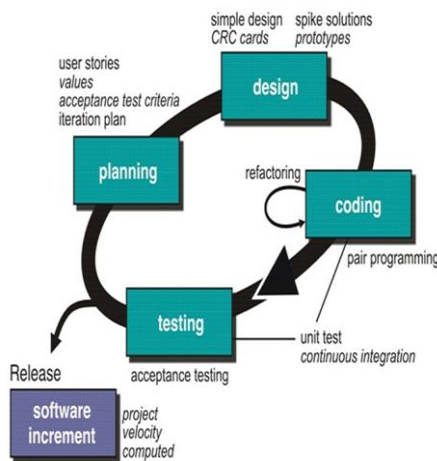 simple design
CRC cards
spike solutions
prototypes
user stories
values
acceptance test criteria
iteration plan
design
planning
refactoring
coding
pair programming
testing
unit test
continuous integration
acceptance testing
Release
software
increment
project
velocity
computed